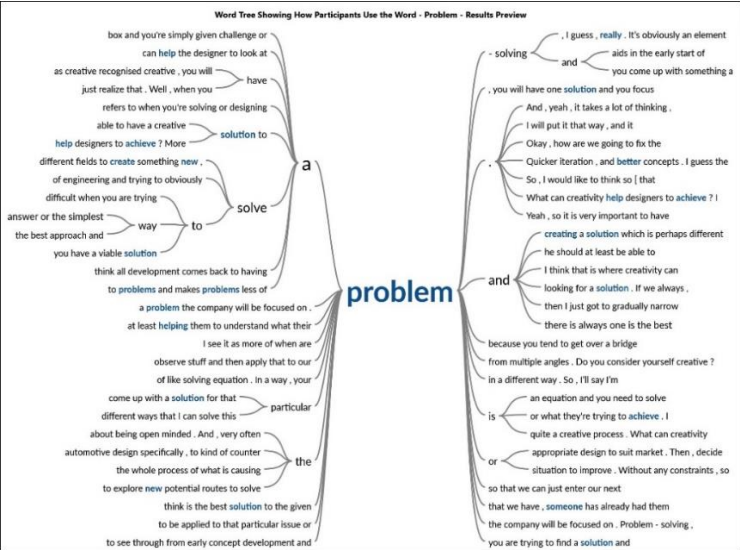 Word Tree Showing How Participants Use the Word - Problem - Results Preview
box and you're simply given challenge or
can help the designer to look at
as creative recognised creative , you will
just realize that . Well , when you
have
refers to when you're solving or designing
able to have a creative
help designers to achieve ? More
solution to
different fields to create something new ,
of engineering and trying to obviously
difficult when you are trying
answer or the simplest
the best approach and
way
you have a viable solution
to
solve
think all development comes back to having
to problems and makes problems less of
a
a problem the company will be focused on .
at least helping them to understand what their
I see it as more of when are
observe stuff and then apply that to our
of like solving equation . In a way , your
come up with a solution for that
different ways that I can solve this
particular
about being open minded . And , very often
automotive design specifically , to kind of counter
the whole process of what is causing
to explore new potential routes to solve
the
think is the best solution to the given
to be applied to that particular issue or
to see through from early concept development and
problem
- solving
, I guess , really . It's obviously an element
and
aids in the early start of
you come up with something a
, you will have one solution and you focus
.
And , yeah , it takes a lot of thinking ,
I will put it that way , and it
Okay , how are we going to fix the
Quicker iteration , and better concepts . I guess the
So , I would like to think so [ that
What can creativity help designers to achieve ? I
Yeah , so it is very important to have
and
creating a solution which is perhaps different
he should at least be able to
I think that is where creativity can
looking for a solution . If we always ,
then I just got to gradually narrow
there is always one is the best
because you tend to get over a bridge
from multiple angles . Do you consider yourself creative ?
in a different way . So , I'll say I'm
is
an equation and you need to solve
or what they're trying to achieve . I
quite a creative process . What can creativity
or
appropriate design to suit market . Then , decide
situation to improve . Without any constraints , so
so that we can just enter our next
that we have , someone has already had them
the company will be focused on . Problem - solving ,
you are trying to find a solution and